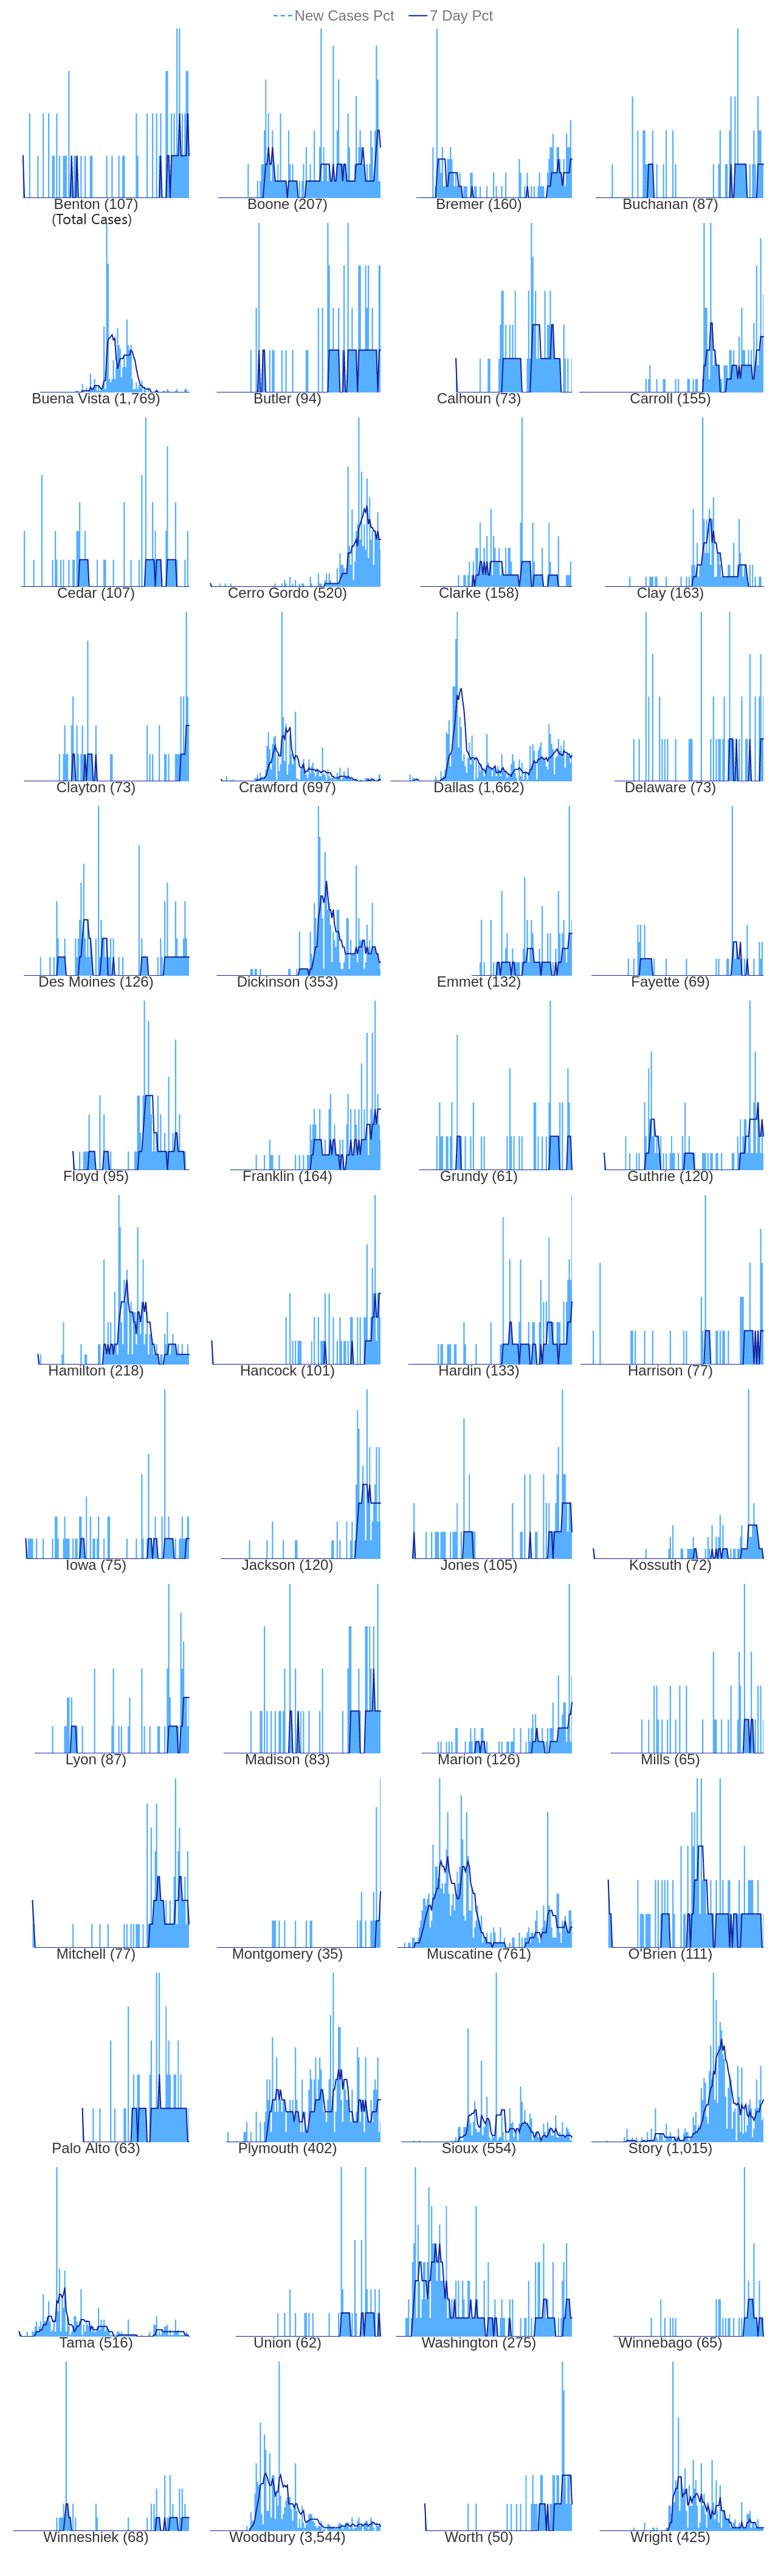 New Cases Pct 7 Day Pct
Benton (107) Boone (207) Bremer (160) Buchanan (87)
(Total Cases)
Buena Vista (1,769) Butler (94) Calhoun (73) Carroll (155)
Cedar (107) Cerro Gordo (520) Clarke (158) Clay (163)
Clayton (73) Crawford (697) Dallas (1,662) Delaware (73)
Des Moines (126) Dickinson (353) Emmet (132) Fayette (69)
Floyd (95) Franklin (164) Grundy (61) Guthrie (120)
Hamilton (218) Hancock (101) Hardin (133) Harrison (77)
Iowa (75) Jackson (120) Jones (105) Kossuth (72)
Lyon (87) Madison (83) Marion (126) Mills (65)
Mitchell (77) Montgomery (35) Muscatine (761) O'Brien (111)
Palo Alto (63) Plymouth (402) Sioux (554) Story (1,015)
Tama (516) Union (62) Washington (275) Winnebago (65)
Winneshiek (68) Woodbury (3,544) Worth (50) Wright (425)